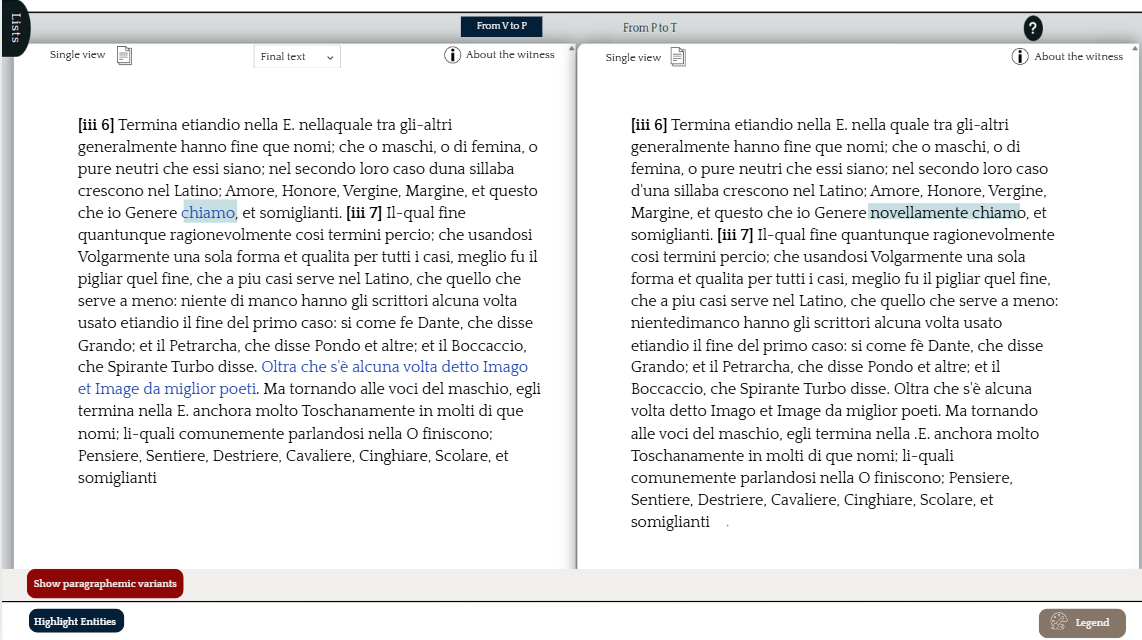 Lists
From V to P
From P to T
?
Single view
Final text
About the witness
[iii 6] Termina etiandio nella E. nellaquale tra gli-altri
generalmente hanno fine que nomi; che o maschi, o di femina, o
pure neutri che essi siano; nel secondo loro caso duna sillaba
crescono nel Latino; Amore, Honore, Vergine, Margine, et questo
che io Genere chiamo, et somiglianti. [iii 7] Il-qual fine
quantunque ragionevolmente cosi termini percio; che usandosi
Volgarmente una sola forma et qualita per tutti i casi, meglio fu il
pigliar quel fine, che a piu casi serve nel Latino, che quello che
serve a meno: niente di manco hanno gli scrittori alcuna volta
usato etiandio il fine del primo caso: si come fe Dante, che disse
Grando; et il Petrarcha, che disse Pondo et altre; et il Boccaccio,
che Spirante Turbo disse. Oltra che s'è alcuna volta detto Imago
et Image da miglior poeti. Ma tornando alle voci del maschio, egli
termina nella E. anchora molto Toschanamente in molti di que
nomi; li-quali comunemente parlandosi nella O finiscono;
Pensiere, Sentiere, Destriere, Cavaliere, Cinghiare, Scolare, et
somiglianti
Single view
About the witness
[iii 6] Termina etiandio nella E. nella quale tra gli-altri
generalmente hanno fine que nomi; che o maschi, o di
femina, o pure neutri che essi siano; nel secondo loro caso
d'una sillaba crescono nel Latino; Amore, Honore, Vergine,
Margine, et questo che io Genere novellamente chiamo, et
somiglianti. [iii 7] Il-qual fine quantunque ragionevolmente
cosi termini percio; che usandosi Volgarmente una sola
forma et qualita per tutti i casi, meglio fu il pigliar quel fine,
che a piu casi serve nel Latino, che quello che serve a meno:
nientedimanco hanno gli scrittori alcuna volta usato
etiandio il fine del primo caso: si come fè Dante, che disse
Grando; et il Petrarcha, che disse Pondo et altre; et il
Boccaccio, che Spirante Turbo disse. Oltra che s'è alcuna
volta detto Imago et Image da miglior poeti. Ma tornando
alle voci del maschio, egli termina nella .E. anchora molto
Toschanamente in molti di que nomi; li-quali
comunemente parlandosi nella O finiscono; Pensiere,
Sentiere, Destriere, Cavaliere, Cinghiare, Scolare, et
somiglianti .
Show paragraphemic variants
Highlight Entities
Legend